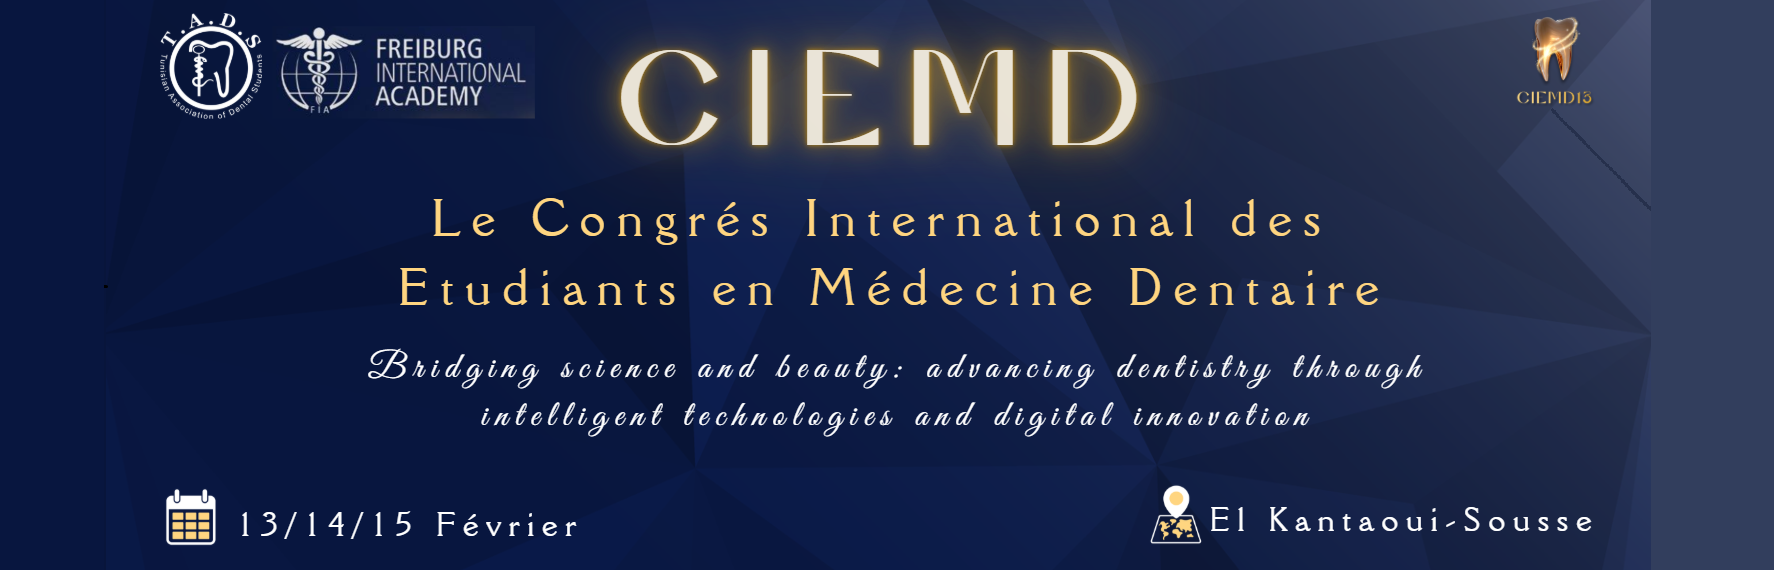 T.A.D.S
Tunisian Association of Dental Students
FIA
FREIBURG
INTERNATIONAL
ACADEMY
CIEMD
CIEMD13
Le Congrés International des
Etudiants en Médecine Dentaire
Bridging science and beauty: advancing dentistry through
intelligent technologies and digital innovation
13/14/15 Février
El Kantaoui-Sousse